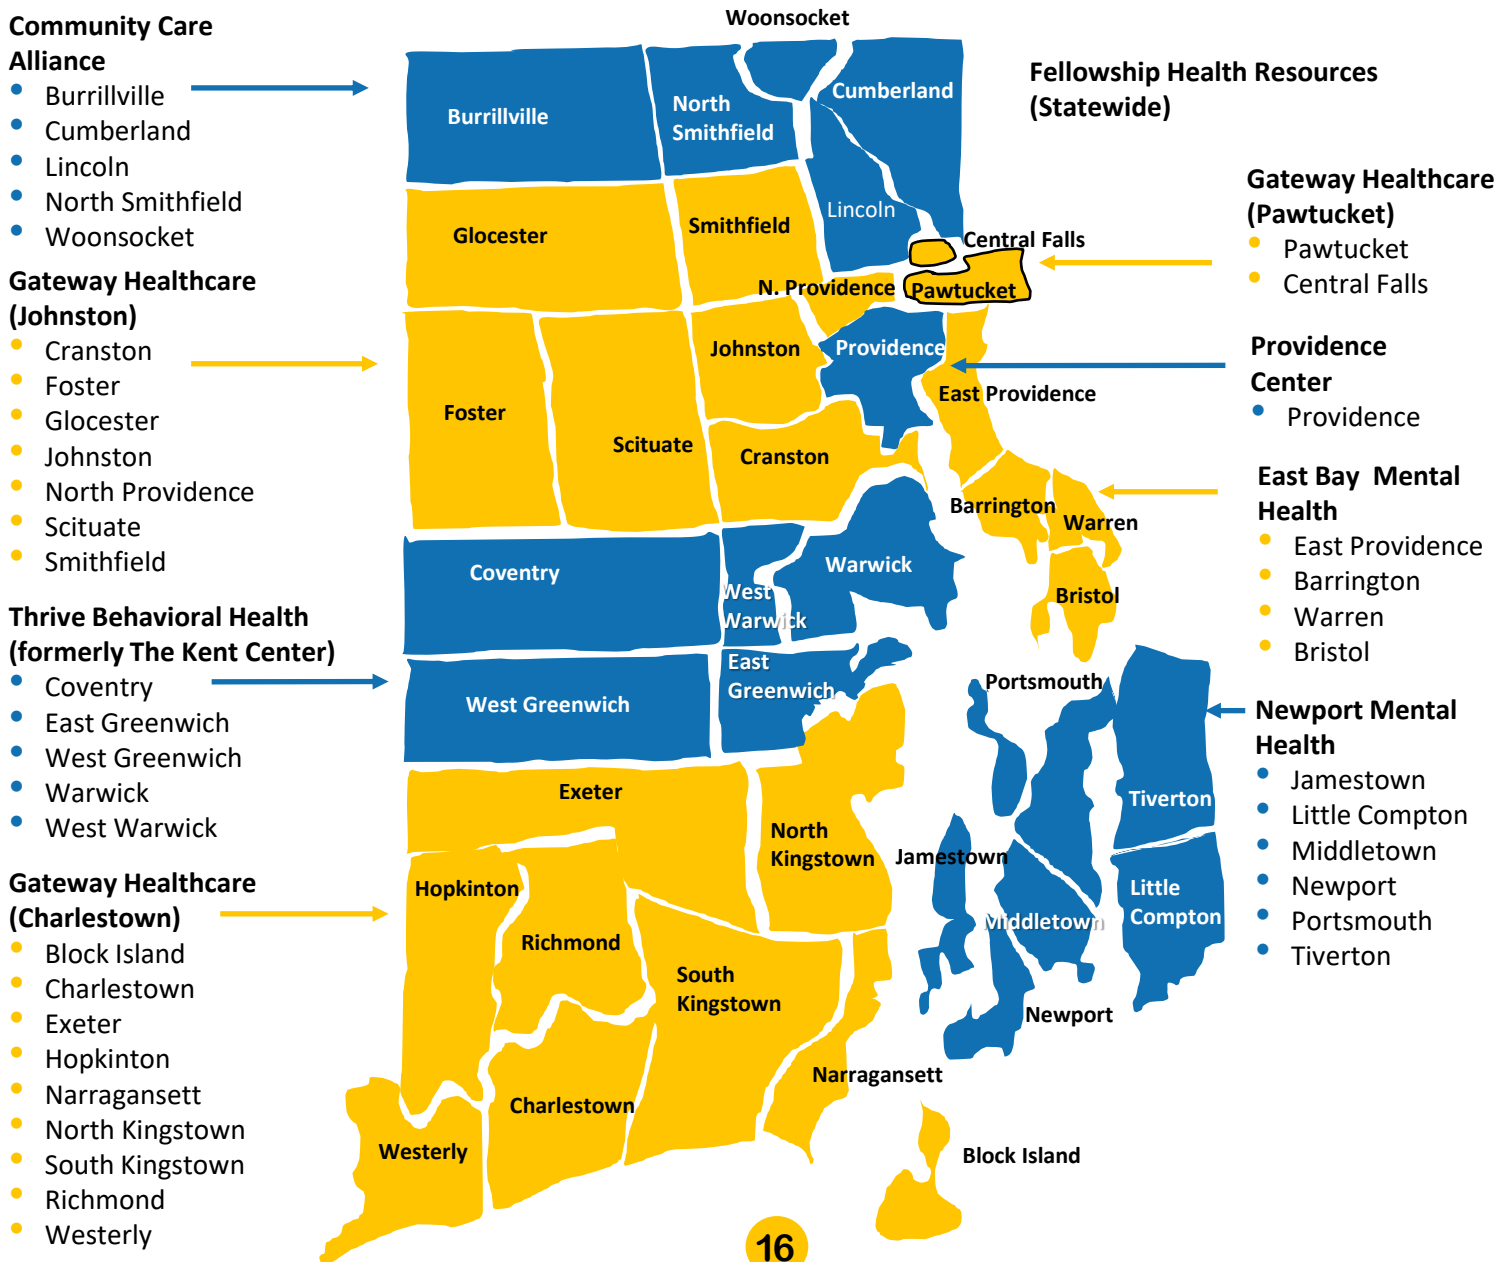 Community Care
Alliance
• Burrillville
• Cumberland
• Lincoln
• North Smithfield
• Woonsocket
Gateway Healthcare
(Johnston)
• Cranston
• Foster
• Glocester
• Johnston
• North Providence
• Scituate
• Smithfield
Thrive Behavioral Health
(formerly The Kent Center)
• Coventry
• East Greenwich
• West Greenwich
• Warwick
• West Warwick
Gateway Healthcare
(Charlestown)
• Block Island
• Charlestown
• Exeter
• Hopkinton
• Narragansett
• North Kingstown
• South Kingstown
• Richmond
• Westerly
Woonsocket
Burrillville
North
Smithfield
Cumberland
Lincoln
Glocester
Smithfield
Central Falls
N. Providence
Pawtucket
Foster
Scituate
Johnston
Providence
East Providence
Cranston
Barrington
Warren
Bristol
Coventry
West
Warwick
Warwick
West Greenwich
East
Greenwich
Portsmouth
Exeter
North
Kingstown
Jamestown
Tiverton
Hopkinton
Richmond
Middletown
Little
Compton
South
Kingstown
Newport
Narragansett
Charlestown
Westerly
Block Island
Fellowship Health Resources
(Statewide)
Gateway Healthcare
(Pawtucket)
• Pawtucket
• Central Falls
Providence
Center
• Providence
East Bay Mental
Health
• East Providence
• Barrington
• Warren
• Bristol
Newport Mental
Health
• Jamestown
• Little Compton
• Middletown
• Newport
• Portsmouth
• Tiverton
16